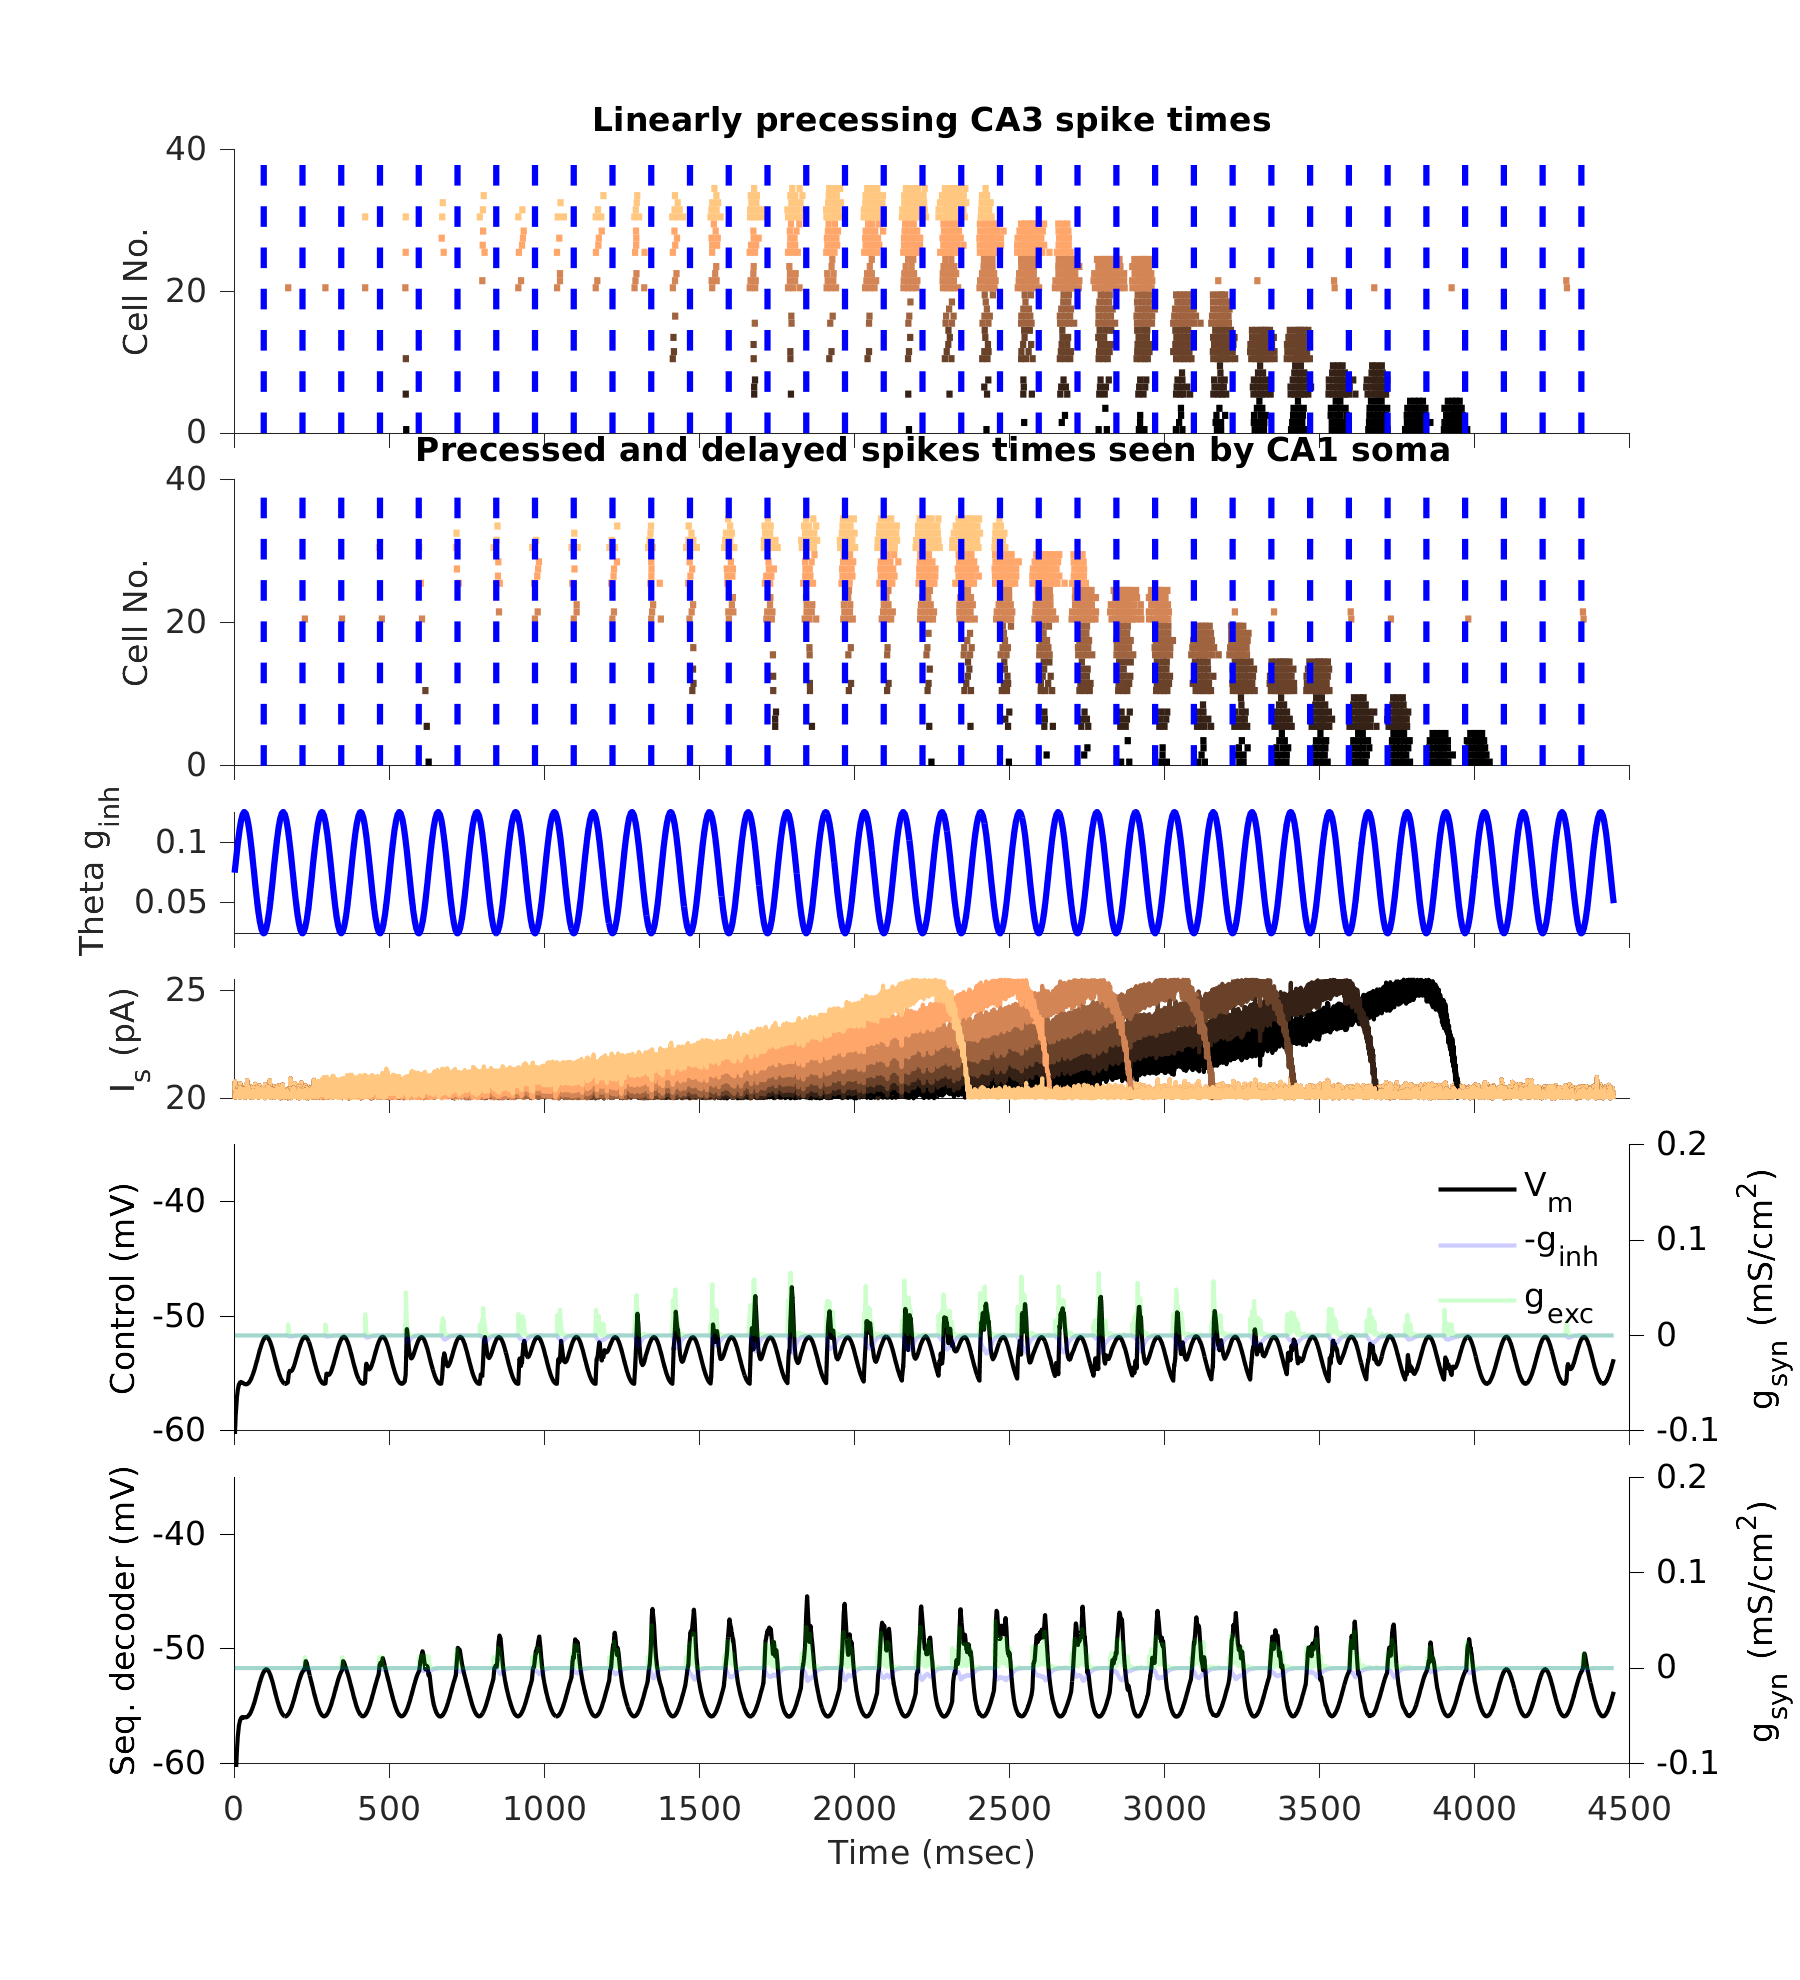 Linearly precessing CA3 spike times
40
20
0
Cell No.
Precessed and delayed spikes times seen by CA1 soma
40
20
0
Cell No.
0.1
0.05
Theta g_inh
25
20
I_s (pA)
-40
-50
-60
Control (mV)
V_m
-g_inh
g_exc
0.2
0.1
0
-0.1
g_syn (mS/cm^2)
-40
-50
-60
Seq. decoder (mV)
0.2
0.1
0
-0.1
g_syn (mS/cm^2)
0 500 1000 1500 2000 2500 3000 3500 4000 4500
Time (msec)